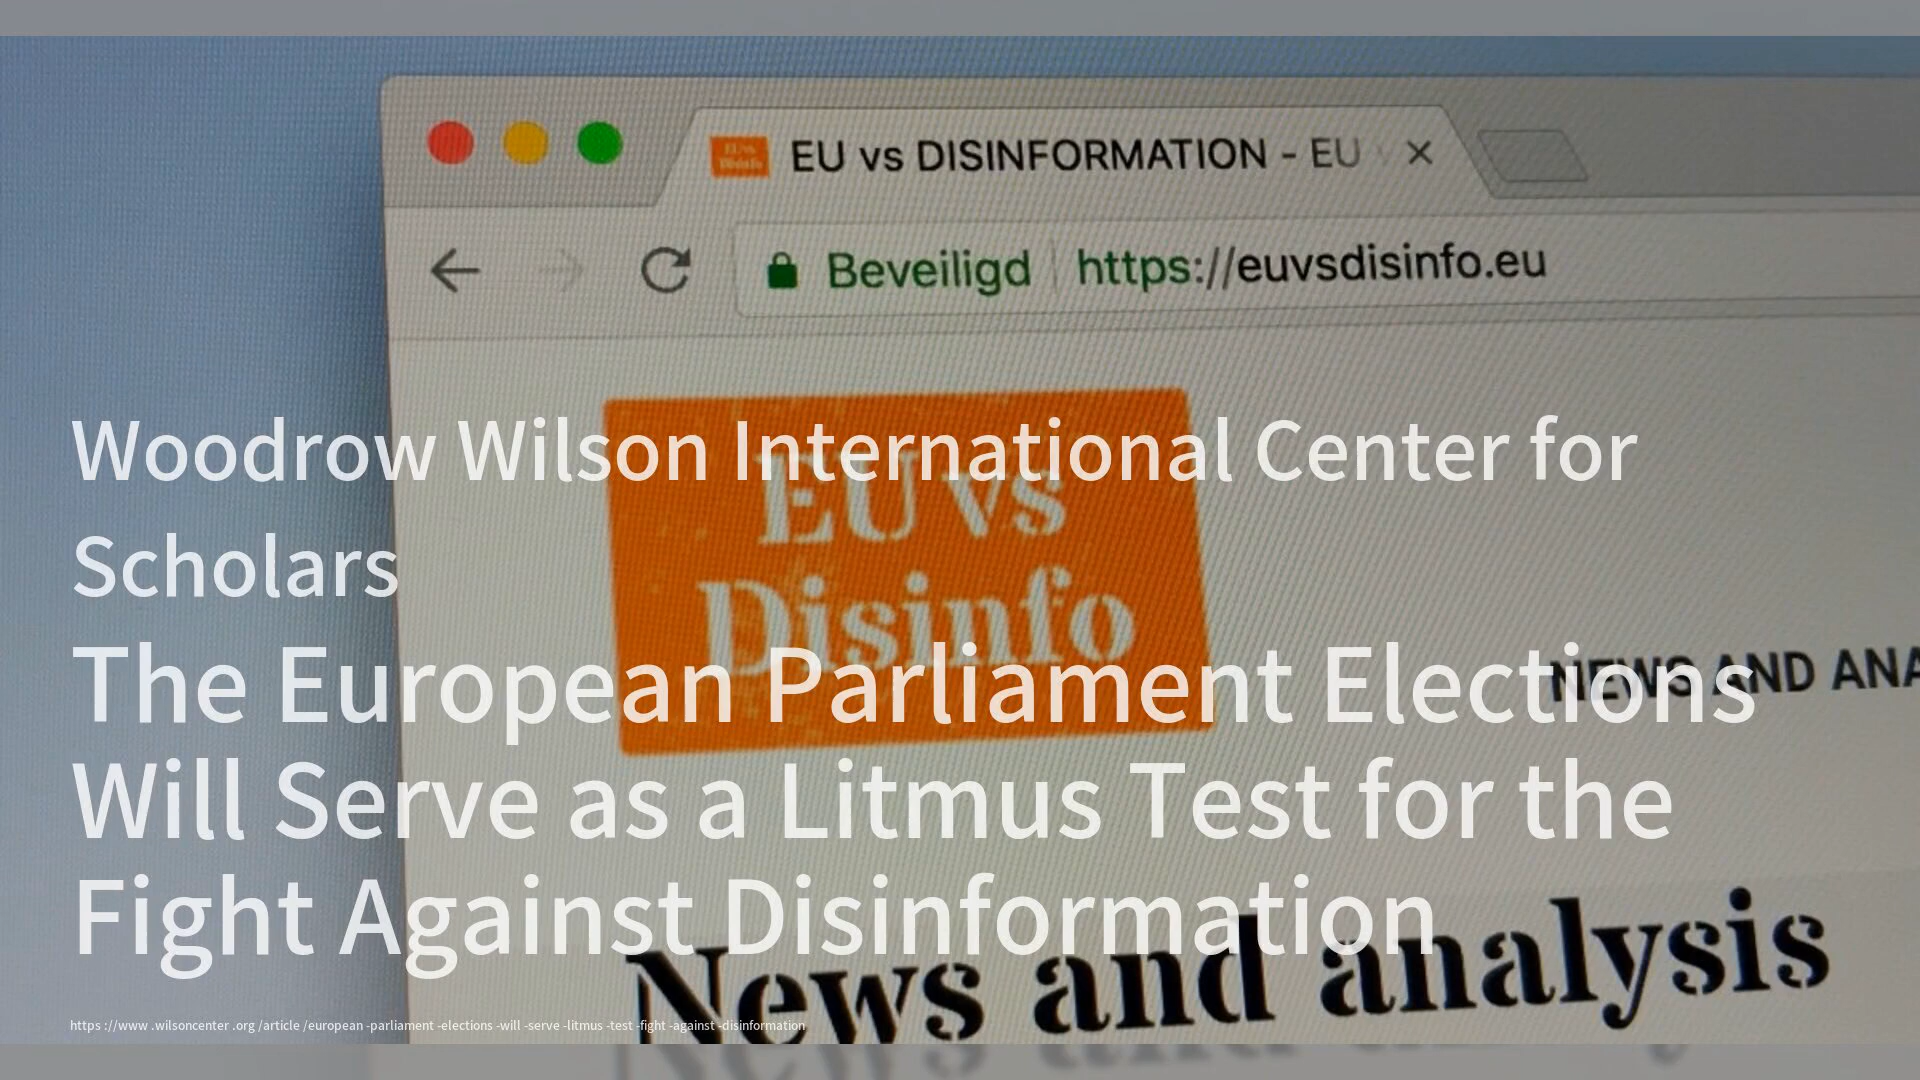 EU vs DISINFORMATION - EU
Beveiligd https://euvsdisinfo.eu
Woodrow Wilson International Center for
Scholars
EU vs
Disinfo
NEWS AND ANA
The European Parliament Elections
Will Serve as a Litmus Test for the
Fight Against Disinformation
News and analysis
https ://www .wilsoncenter .org /article /european -parliament -elections -will -serve -litmus -test -fight -against -disinformation